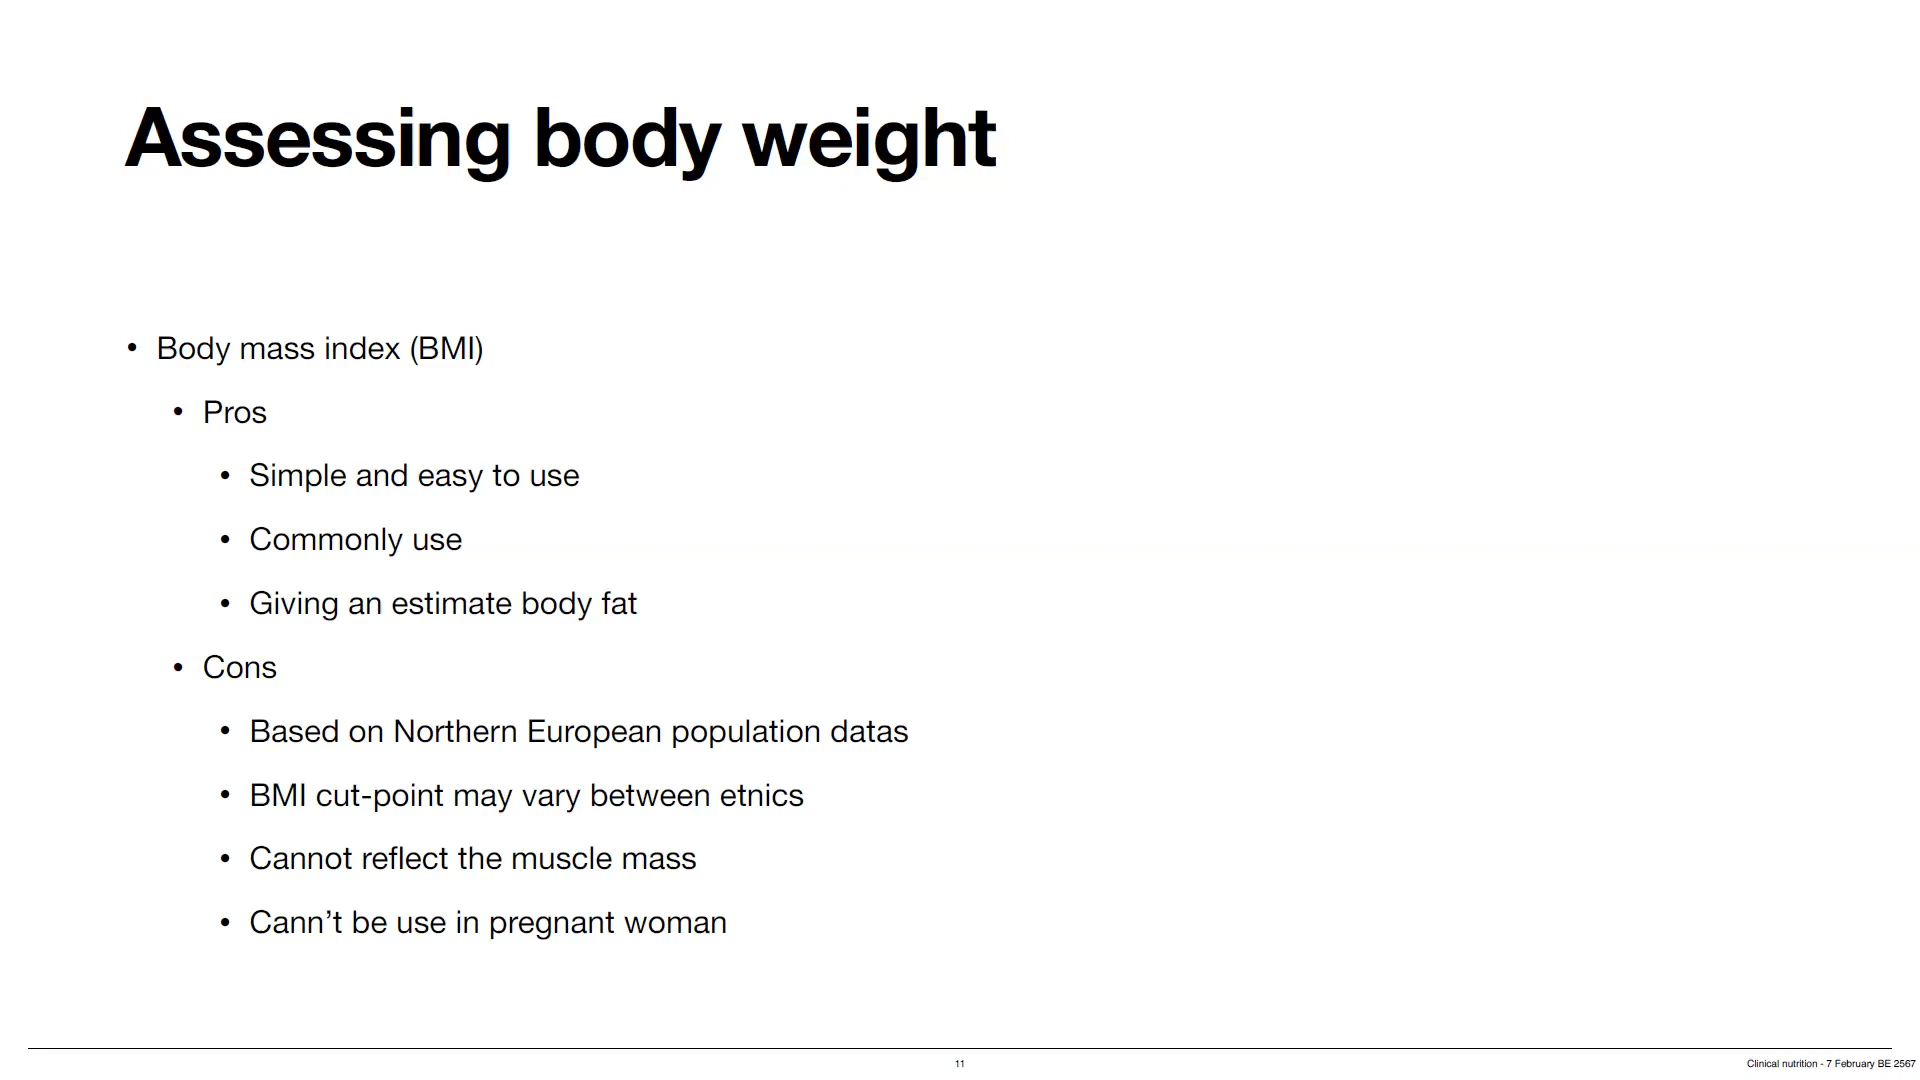 Assessing body weight
• Body mass index (BMI)
• Pros
• Simple and easy to use
• Commonly use
• Giving an estimate body fat
• Cons
• Based on Northern European population datas
• BMI cut-point may vary between etnics
• Cannot reflect the muscle mass
• Cann’t be use in pregnant woman
11
Clinical nutrition - 7 February BE 2567